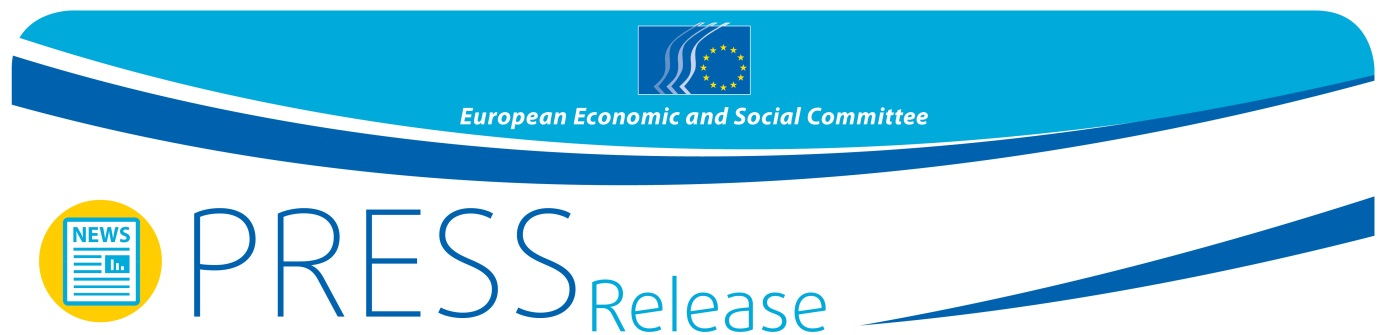 European Economic and Social Committee
NEWS
PRESS Release